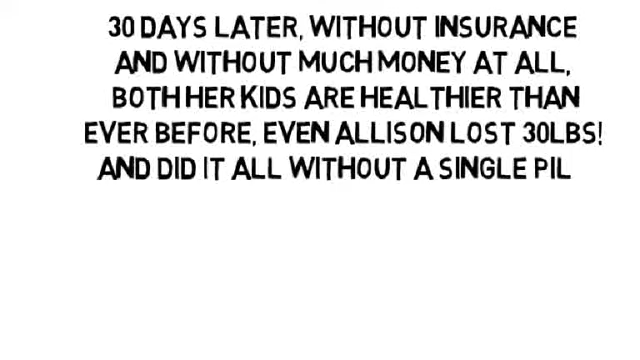 30 DAYS LATER, WITHOUT INSURANCE
AND WITHOUT MUCH MONEY AT ALL,
BOTH HER KIDS ARE HEALTHIER THAN
EVER BEFORE, EVEN ALLISON LOST 30LBS!
AND DID IT ALL WITHOUT A SINGLE PIL